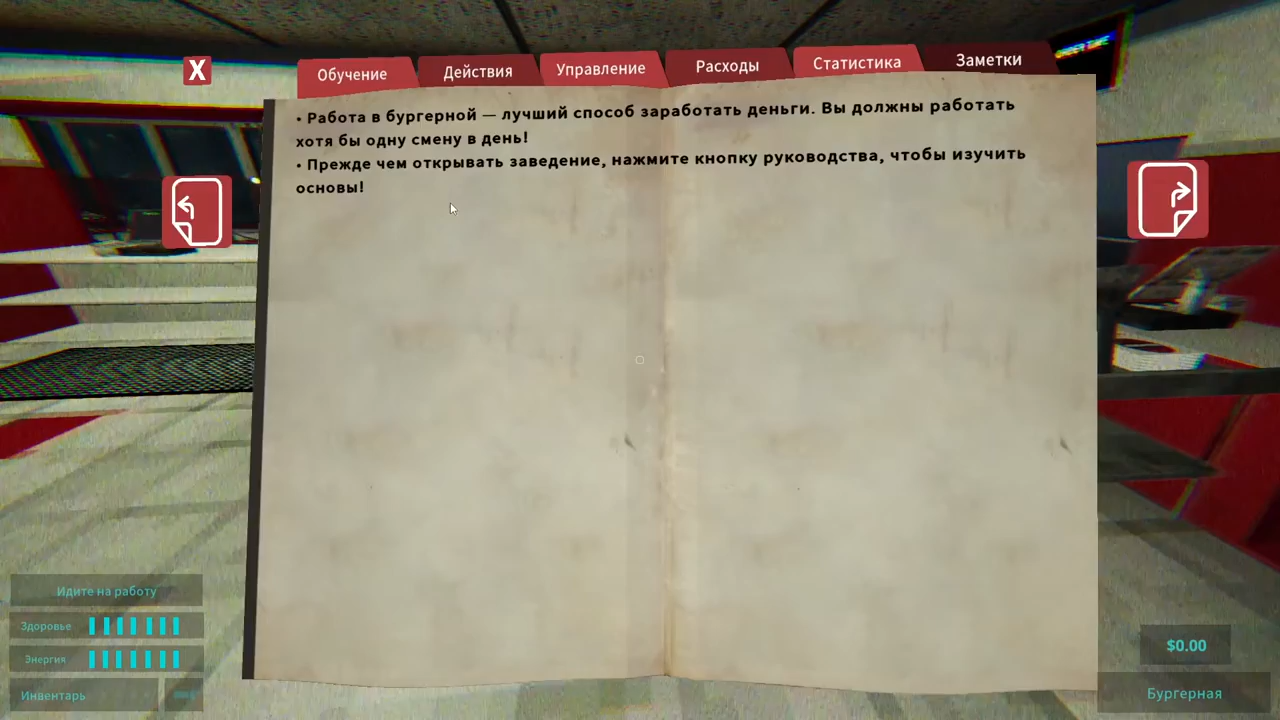 X
Обучение
Действия
Управление
Расходы
Статистика
Заметки
• Работа в бургерной — лучший способ заработать деньги. Вы должны работать
хотя бы одну смену в день!
• Прежде чем открывать заведение, нажмите кнопку руководства, чтобы изучить
основы!
Идите на работу
Здоровье
Энергия
Инвентарь
$0.00
Бургерная